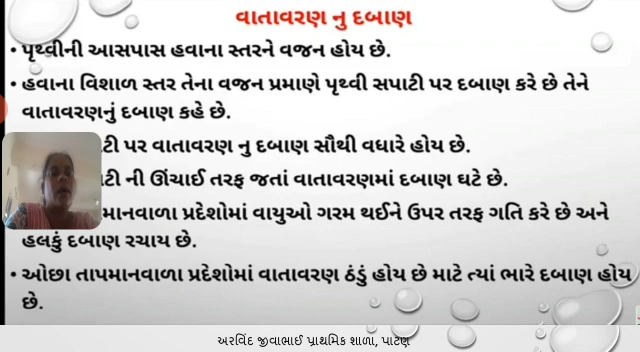 વાતાવરણ નુ દબાણ
• પૃથ્વીની આસપાસ હવાના સ્તરને વજન હોય છે.
• હવાના વિશાળ સ્તર તેના વજન પ્રમાણે પૃથ્વી સપાટી પર દબાણ કરે છે તેને
વાતાવરણનું દબાણ કહે છે.
ટી પર વાતાવરણ નુ દબાણ સૌથી વધારે હોય છે.
ટી ની ઊંચાઈ તરફ જતાં વાતાવરણમાં દબાણ ઘટે છે.
માનવાળા પ્રદેશોમાં વાયુઓ ગરમ થઈને ઉપર તરફ ગતિ કરે છે અને
હલકું દબાણ રચાય છે.
• ઓછા તાપમાનવાળા પ્રદેશોમાં વાતાવરણ ઠંડું હોય છે માટે ત્યાં ભારે દબાણ હોય
છે.
અરવિંદ જીવાભાઈ પ્રાથમિક શાળા, પાટણ